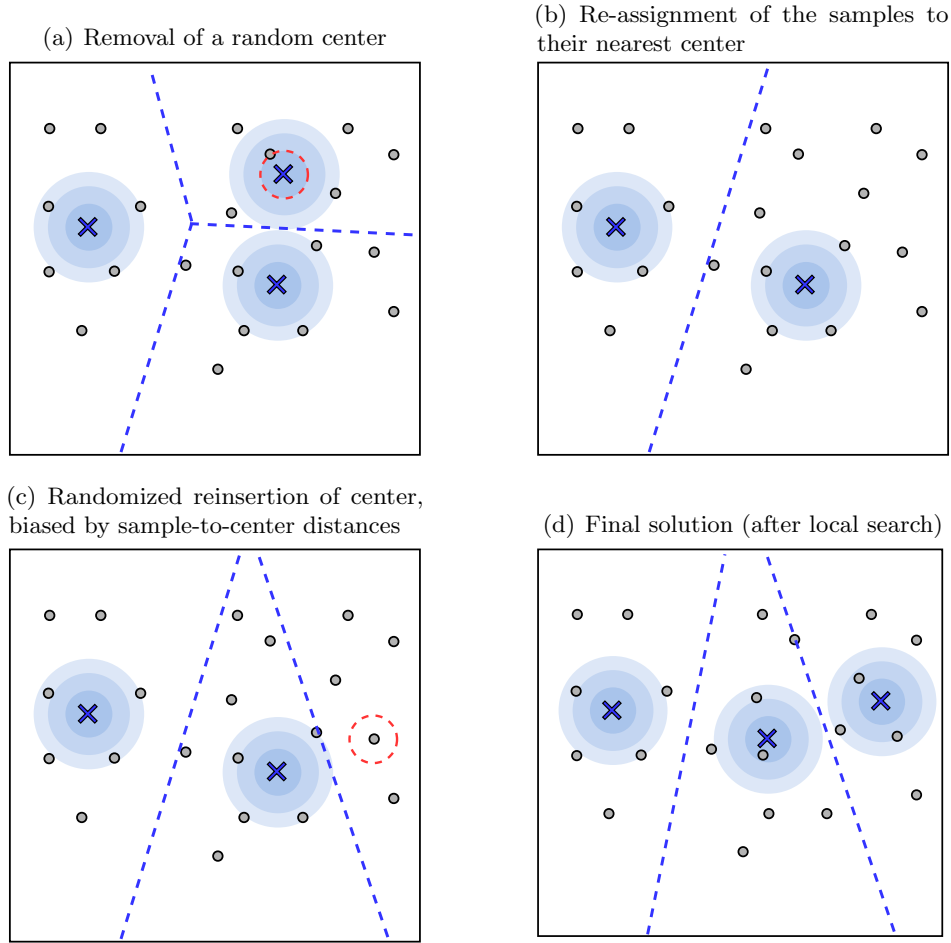 (a) Removal of a random center
(b) Re-assignment of the samples to
their nearest center
(c) Randomized reinsertion of center,
biased by sample-to-center distances
(d) Final solution (after local search)